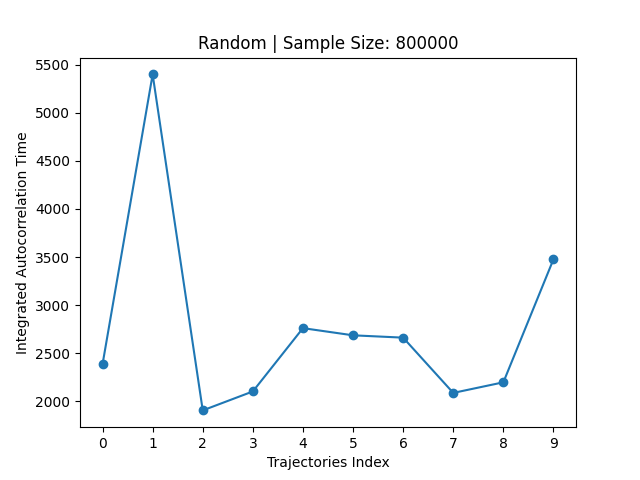 Random | Sample Size: 800000
Integrated Autocorrelation Time
5500
5000
4500
4000
3500
3000
2500
2000
0 1 2 3 4 5 6 7 8 9
Trajectories Index